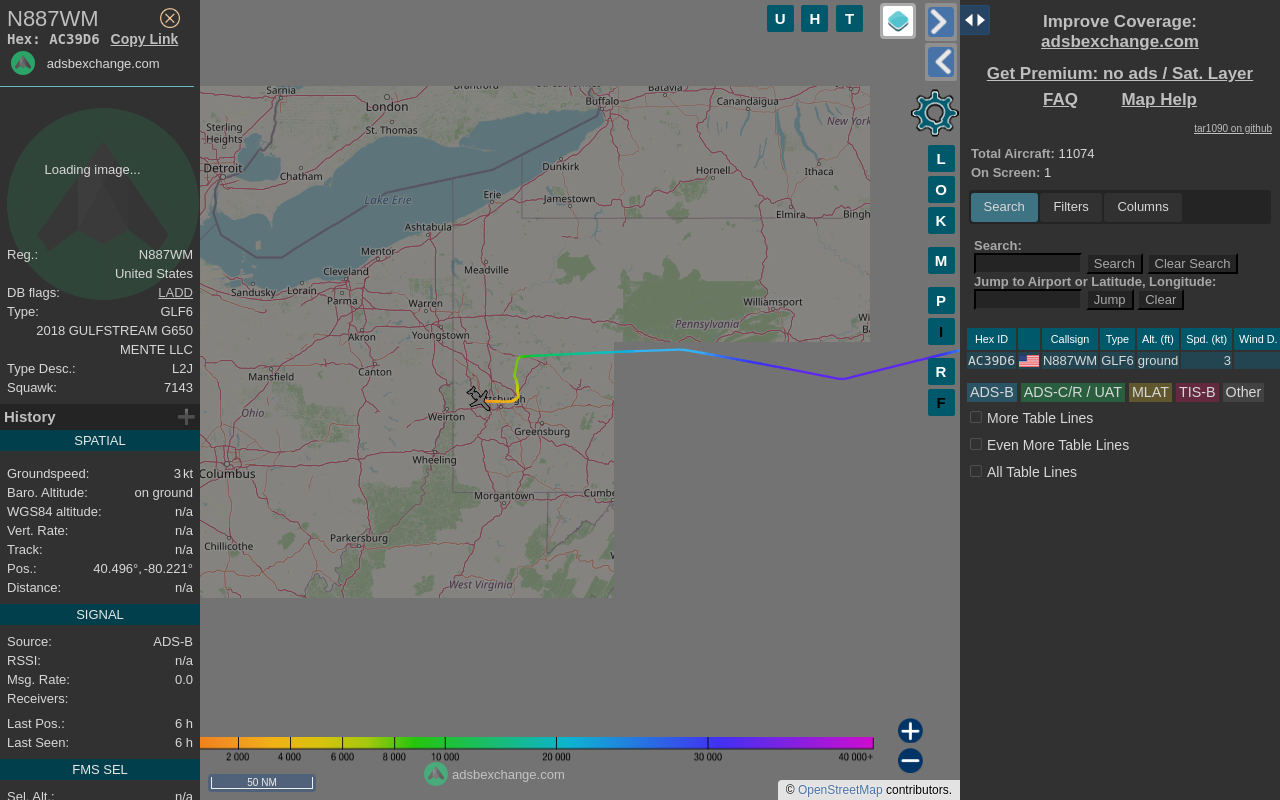 N887WM
Hex: AC39D6 Copy Link
adsbexchange.com
Loading image...
Reg.: N887WM
United States
DB flags: LADD
Type: GLF6
2018 GULFSTREAM G650
MENTE LLC
Type Desc.: L2J
Squawk: 7143
History
SPATIAL
Groundspeed: 3 kt
Baro. Altitude: on ground
WGS84 altitude: n/a
Vert. Rate: n/a
Track: n/a
Pos.: 40.496°, -80.221°
Distance: n/a
SIGNAL
Source: ADS-B
RSSI: n/a
Msg. Rate: 0.0
Receivers:
Last Pos.: 6 h
Last Seen: 6 h
FMS SEL
Sel. Alt.: n/a
U H T
Sarnia
Brantford
Batavia
London
Buffalo
Canandaigua
New York
St. Thomas
Sterling
Heights
Detroit
Chatham
Dunkirk
Hornell
Ithaca
Lake Erie
Erie
Jamestown
Elmira
Bingh
Ashtabula
Mentor
Cleveland
Meadville
Sandusky
Lorain
Parma
Warren
Williamsport
Akron
Youngstown
Pennsylvania
Wi
Ba
Canton
Mansfield
Ohio
Weirton
Greensburg
Columbus
Wheeling
Morgantown
Cumbe
Chillicothe
Parkersburg
West Virginia
L
O
K
M
P
I
R
F
2 000 4 000 6 000 8 000 10 000 20 000 30 000 40 000+
50 NM
adsbexchange.com
© OpenStreetMap contributors.
Improve Coverage:
adsbexchange.com
Get Premium: no ads / Sat. Layer
FAQ Map Help
tar1090 on github
Total Aircraft: 11074
On Screen: 1
Search Filters Columns
Search:
Search Clear Search
Jump to Airport or Latitude, Longitude:
Jump Clear
Hex ID Callsign Type Alt. (ft) Spd. (kt) Wind D.
AC39D6 N887WM GLF6 ground 3
ADS-B ADS-C/R / UAT MLAT TIS-B Other
More Table Lines
Even More Table Lines
All Table Lines